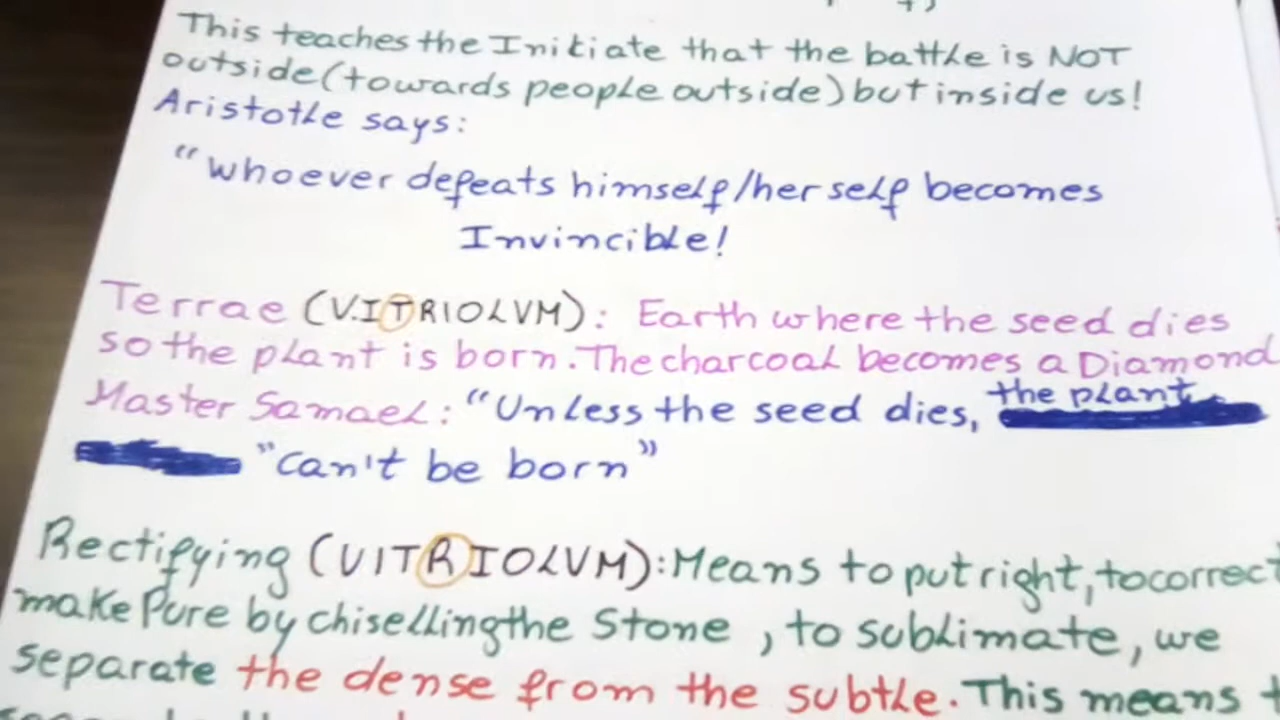 This teaches the Initiate that the battle is NOT
outside (towards people outside) but inside us!
Aristotle says:
"Whoever defeats himself/her self becomes
Invincible!
Terrae (V.ITRIOLVM): Earth where the seed dies
so the plant is born. The charcoal becomes a Diamond
Master Samael: "Unless the seed dies, the plant
"can't be born"
Rectifying (VITRIOLVM): Means to put right, to correct
make Pure by chiselling the Stone, to sublimate, we
separate the dense from the subtle. This means